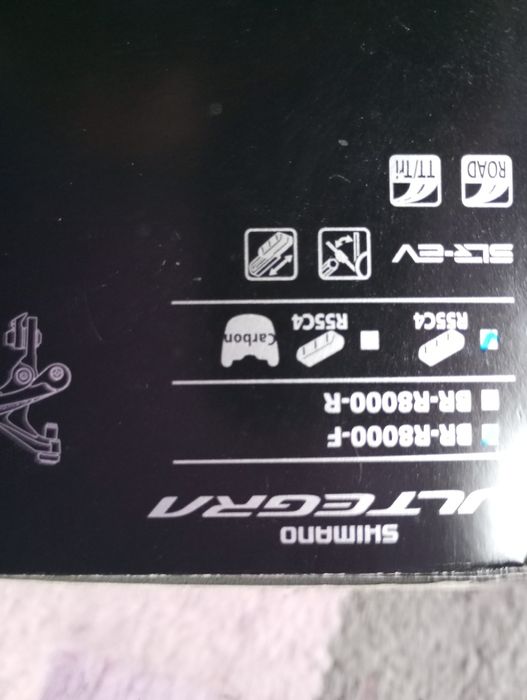 SHIMANO
ULTEGRA
BR-R8000-F
BR-R8000-R
R55C4 R55C4 Carbon
SLR-EV
ROAD TT/Tri